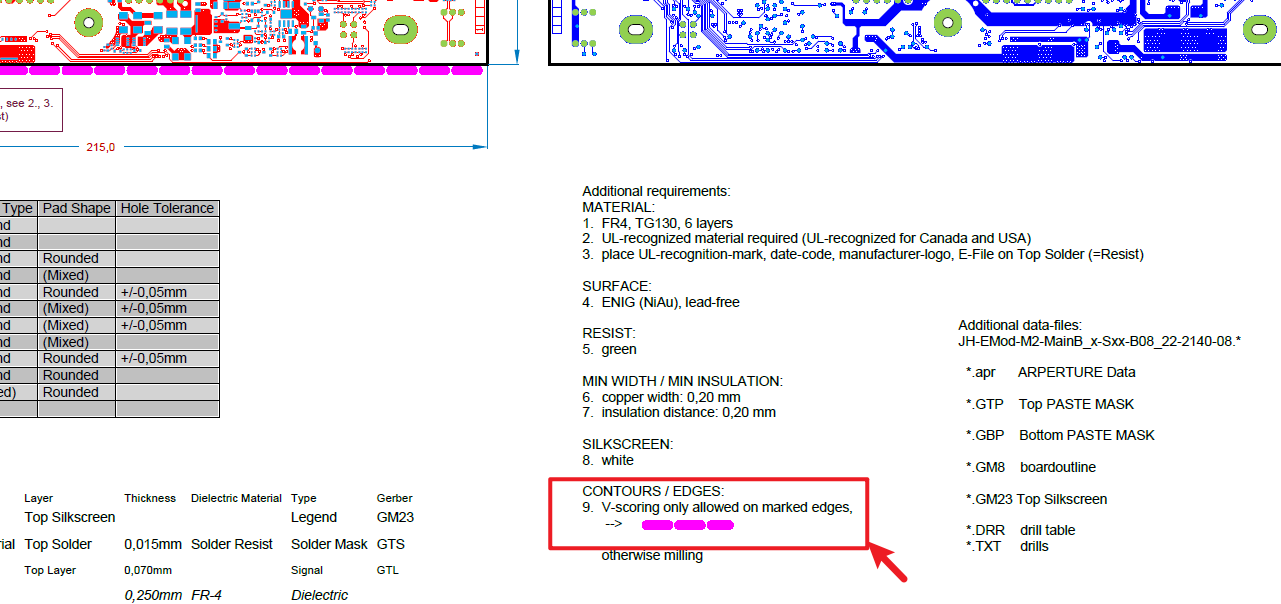 , see 2., 3.
st)
215,0
Type Pad Shape Hole Tolerance
nd
nd
nd Rounded
nd (Mixed)
nd Rounded +/-0,05mm
nd (Mixed) +/-0,05mm
nd (Mixed) +/-0,05mm
nd (Mixed)
nd Rounded +/-0,05mm
nd Rounded
ed) Rounded
Layer Thickness Dielectric Material Type Gerber
Top Silkscreen Legend GM23
rial Top Solder 0,015mm Solder Resist Solder Mask GTS
Top Layer 0,070mm Signal GTL
0,250mm FR-4 Dielectric
Additional requirements:
MATERIAL:
1. FR4, TG130, 6 layers
2. UL-recognized material required (UL-recognized for Canada and USA)
3. place UL-recognition-mark, date-code, manufacturer-logo, E-File on Top Solder (=Resist)
SURFACE:
4. ENIG (NiAu), lead-free
RESIST:
5. green
MIN WIDTH / MIN INSULATION:
6. copper width: 0,20 mm
7. insulation distance: 0,20 mm
SILKSCREEN:
8. white
CONTOURS / EDGES:
9. V-scoring only allowed on marked edges,
-->
otherwise milling
Additional data-files:
JH-EMod-M2-MainB_x-Sxx-B08_22-2140-08.*
*.apr ARPERTURE Data
*.GTP Top PASTE MASK
*.GBP Bottom PASTE MASK
*.GM8 boardoutline
*.GM23 Top Silkscreen
*.DRR drill table
*.TXT drills